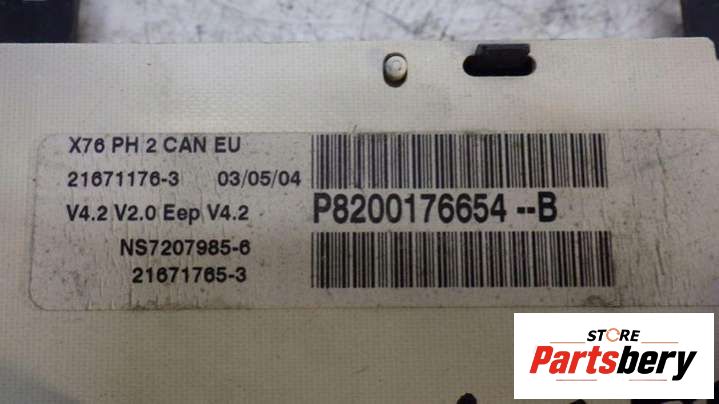 X76 PH 2 CAN EU
21671176-3 03/05/04
V4.2 V2.0 Eep V4.2
P8200176654 --B
NS7207985-6
21671765-3
STORE
Partsbery